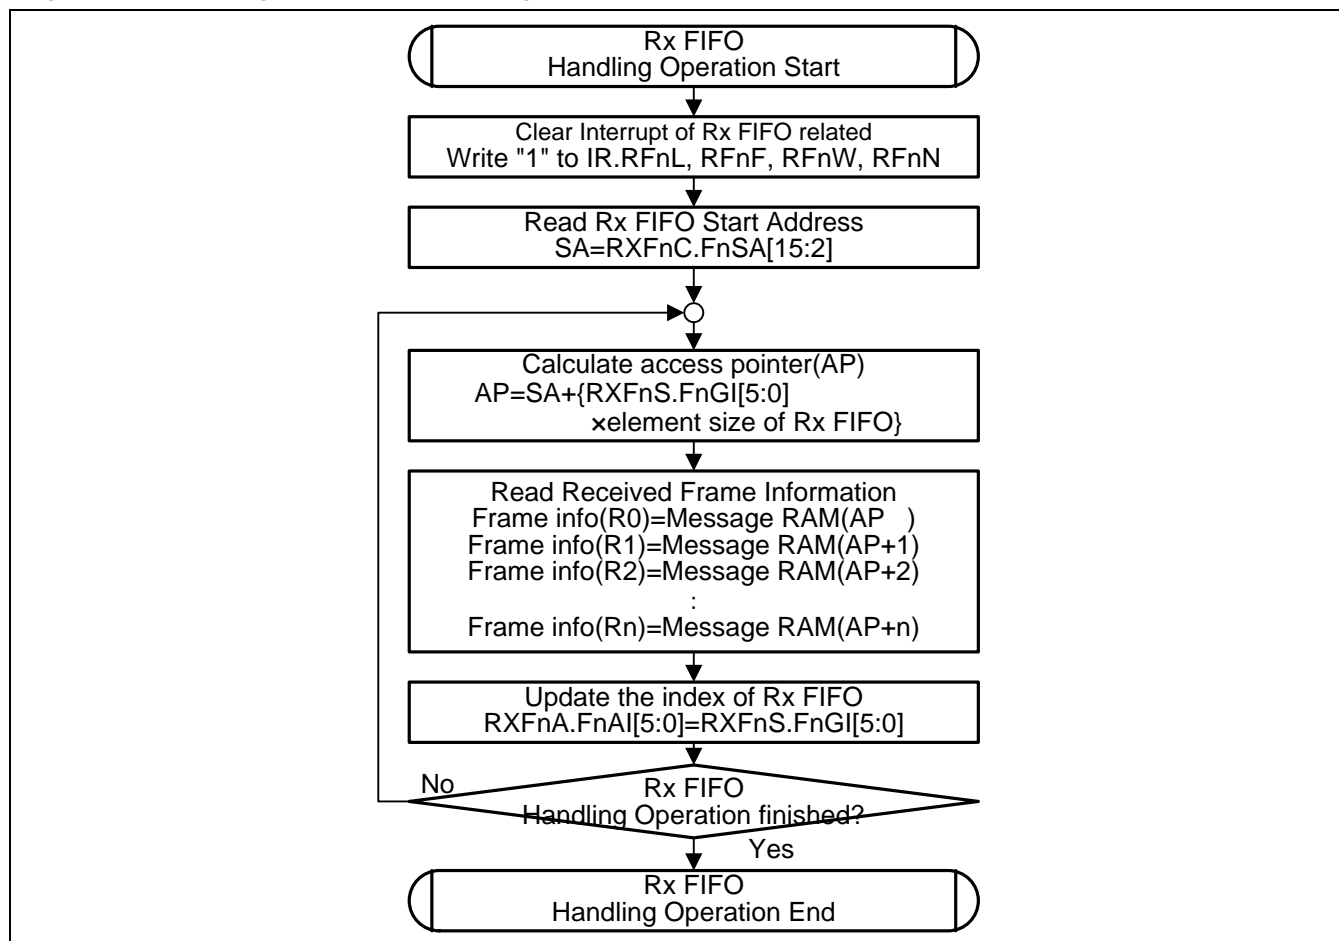 Rx FIFO
Handling Operation Start
Clear Interrupt of Rx FIFO related
Write "1" to IR.RFnL, RFnF, RFnW, RFnN
Read Rx FIFO Start Address
SA=RXFnC.FnSA[15:2]
Calculate access pointer(AP)
AP=SA+{RXFnS.FnGI[5:0]
×element size of Rx FIFO}
Read Received Frame Information
Frame info(R0)=Message RAM(AP )
Frame info(R1)=Message RAM(AP+1)
Frame info(R2)=Message RAM(AP+2)
:
Frame info(Rn)=Message RAM(AP+n)
Update the index of Rx FIFO
RXFnA.FnAI[5:0]=RXFnS.FnGI[5:0]
No
Rx FIFO
Handling Operation finished?
Yes
Rx FIFO
Handling Operation End